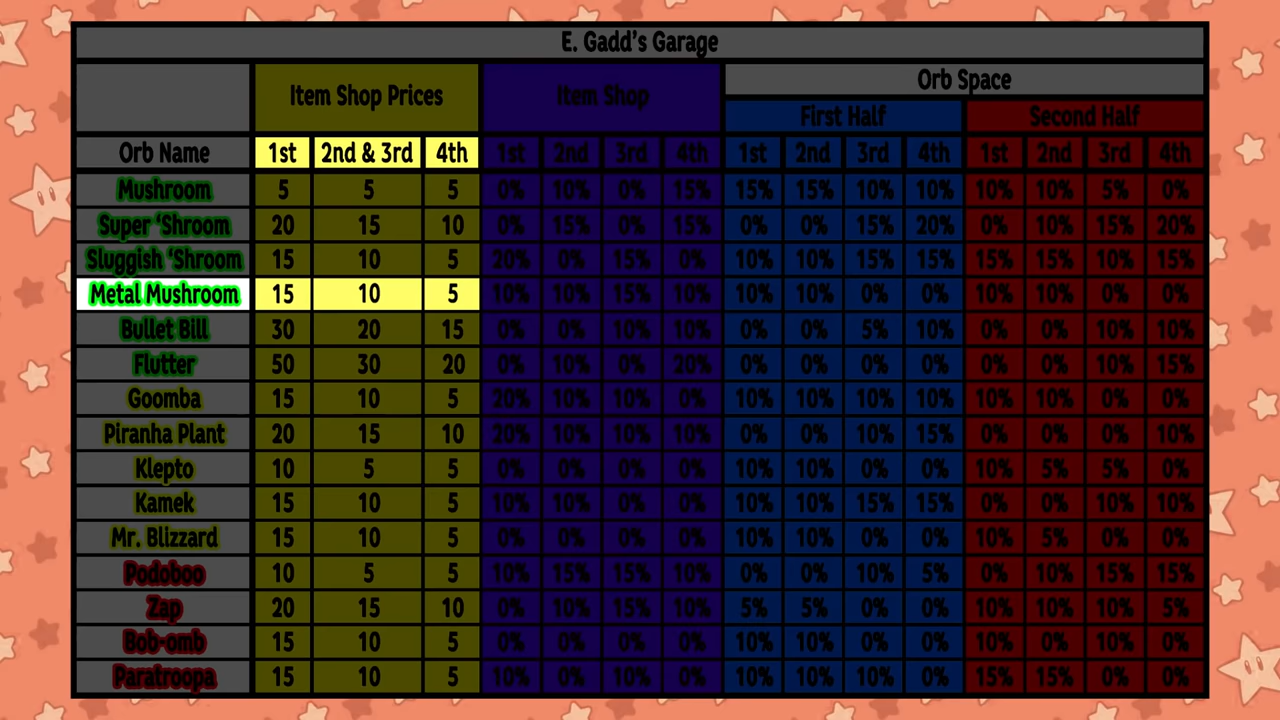 E. Gadd's Garage
Item Shop Prices Item Shop Orb Space
First Half Second Half
Orb Name 1st 2nd & 3rd 4th 1st 2nd 3rd 4th 1st 2nd 3rd 4th 1st 2nd 3rd 4th
Mushroom 5 5 5 0% 10% 0% 15% 15% 15% 10% 10% 10% 10% 5% 0%
Super ‘Shroom 20 15 10 0% 15% 0% 15% 0% 0% 15% 20% 0% 10% 15% 20%
Sluggish ‘Shroom 15 10 5 20% 0% 15% 0% 10% 10% 15% 15% 15% 15% 10% 10%
Metal Mushroom 15 10 5 10% 10% 15% 10% 10% 10% 0% 0% 10% 10% 0% 0%
Bullet Bill 30 20 15 0% 0% 10% 10% 0% 0% 5% 10% 0% 0% 10% 10%
Flutter 50 30 20 0% 10% 0% 20% 0% 0% 0% 0% 0% 0% 10% 15%
Goomba 15 10 5 20% 0% 0% 0% 10% 10% 10% 10% 10% 10% 0% 0%
Piranha Plant 20 15 10 20% 10% 10% 10% 0% 0% 10% 15% 0% 0% 0% 10%
Klepto 10 5 5 0% 0% 0% 0% 10% 10% 0% 0% 10% 5% 5% 0%
Kamek 15 10 5 10% 10% 0% 0% 10% 10% 15% 15% 0% 0% 10% 10%
Mr. Blizzard 15 10 5 0% 0% 0% 0% 10% 10% 0% 0% 10% 5% 0% 0%
Podoboo 10 5 5 10% 15% 15% 10% 0% 0% 10% 5% 0% 10% 15% 15%
Zap 20 15 10 0% 10% 15% 10% 5% 5% 0% 0% 10% 10% 10% 5%
Bob-omb 15 10 5 0% 0% 0% 0% 10% 10% 0% 0% 10% 0% 10% 0%
Paratroopa 15 10 5 10% 0% 10% 0% 10% 10% 10% 0% 15% 15% 0% 0%